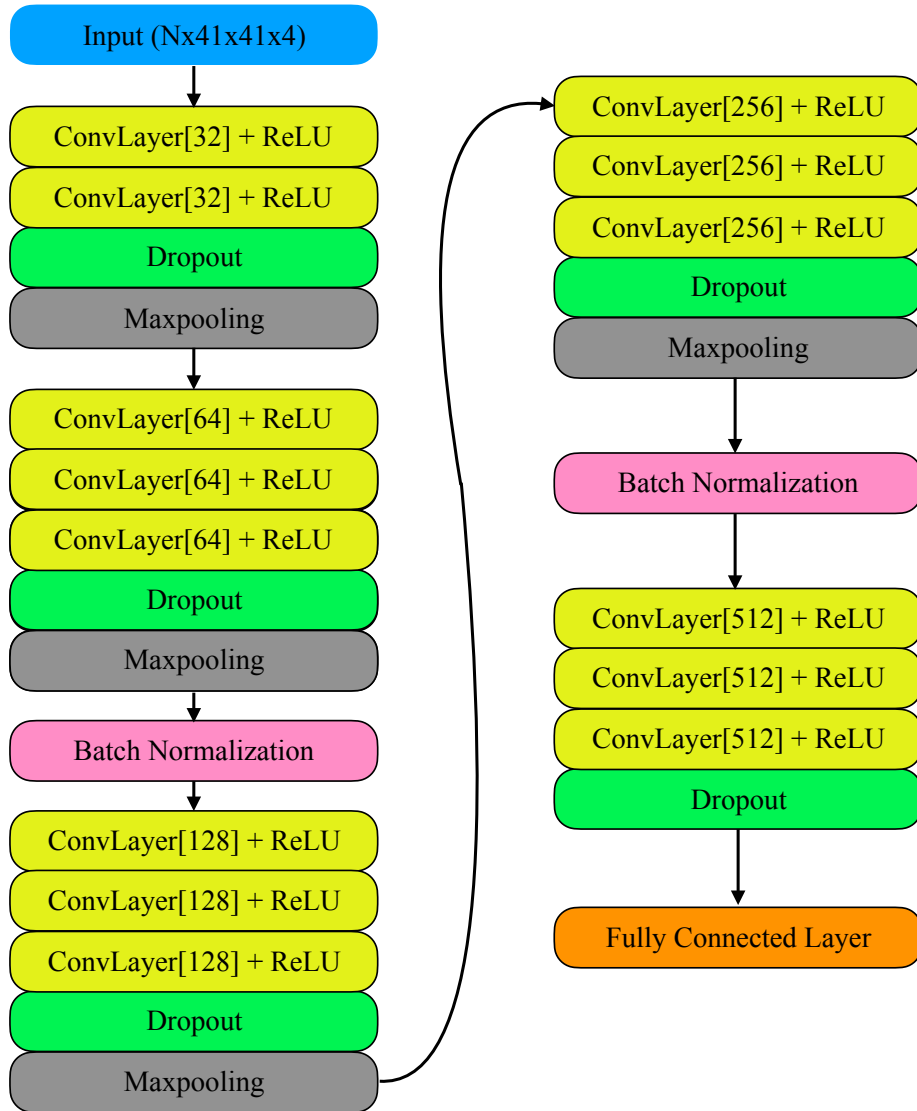 Input (Nx41x41x4)
ConvLayer[32] + ReLU
ConvLayer[32] + ReLU
Dropout
Maxpooling
ConvLayer[64] + ReLU
ConvLayer[64] + ReLU
ConvLayer[64] + ReLU
Dropout
Maxpooling
Batch Normalization
ConvLayer[128] + ReLU
ConvLayer[128] + ReLU
ConvLayer[128] + ReLU
Dropout
Maxpooling
ConvLayer[256] + ReLU
ConvLayer[256] + ReLU
ConvLayer[256] + ReLU
Dropout
Maxpooling
Batch Normalization
ConvLayer[512] + ReLU
ConvLayer[512] + ReLU
ConvLayer[512] + ReLU
Dropout
Fully Connected Layer